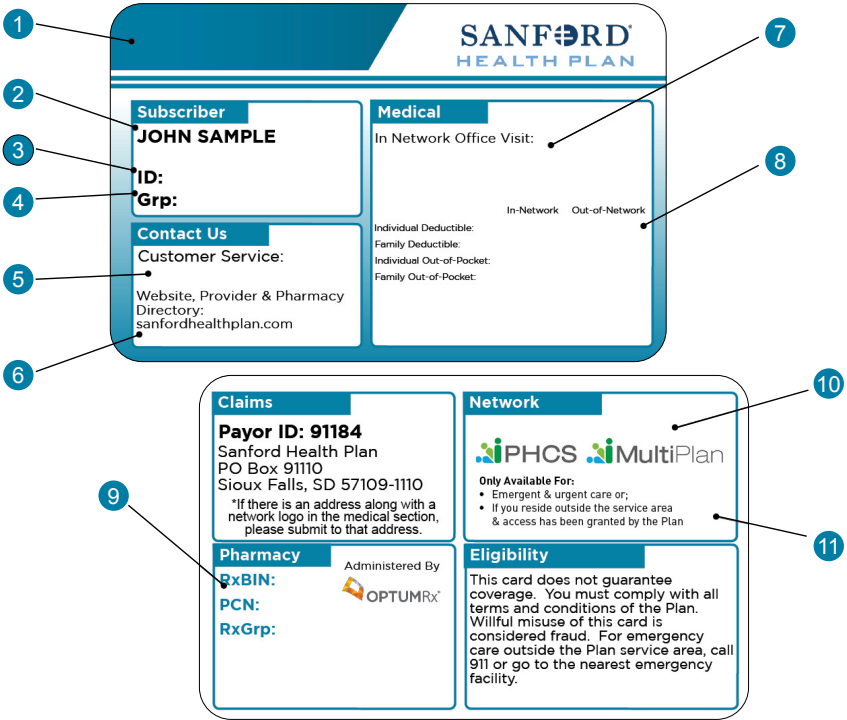 1
SANFORD
HEALTH PLAN
7
2
Subscriber
JOHN SAMPLE
3
ID:
4
Grp:
Medical
In Network Office Visit:
8
In-Network Out-of-Network
Individual Deductible:
Family Deductible:
Individual Out-of-Pocket:
Family Out-of-Pocket:
Contact Us
Customer Service:
5
Website, Provider & Pharmacy
Directory:
sanfordhealthplan.com
6
Claims
Payor ID: 91184
Sanford Health Plan
PO Box 91110
Sioux Falls, SD 57109-1110
*If there is an address along with a
network logo in the medical section,
please submit to that address.
Network
10
PHCS MultiPlan
Only Available For:
• Emergent & urgent care or;
• If you reside outside the service area
& access has been granted by the Plan
11
9
Pharmacy
RxBIN:
PCN:
RxGrp:
Administered By
OPTUMRx®
Eligibility
This card does not guarantee
coverage. You must comply with all
terms and conditions of the Plan.
Willful misuse of this card is
considered fraud. For emergency
care outside the Plan service area, call
911 or go to the nearest emergency
facility.